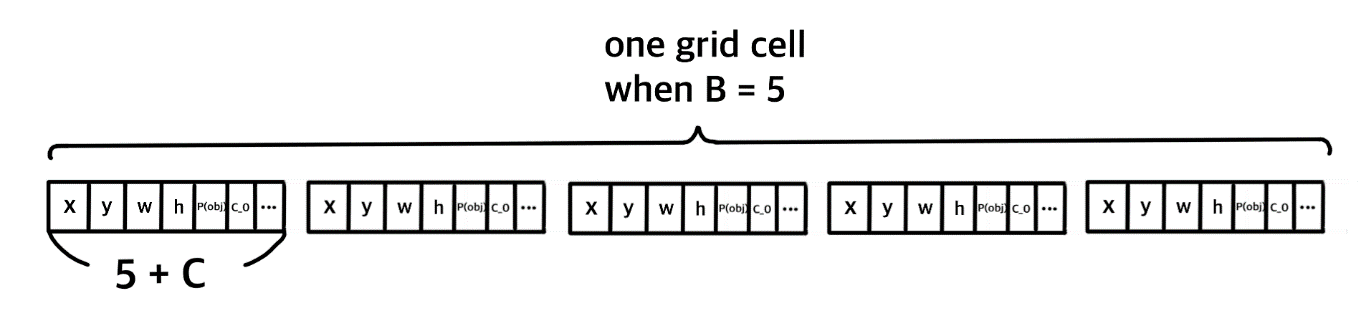 one grid cell
when B = 5
x y w h P(obj) C_0 ... x y w h P(obj) C_0 ... x y w h P(obj) C_0 ... x y w h P(obj) C_0 ... x y w h P(obj) C_0 ...
5 + C